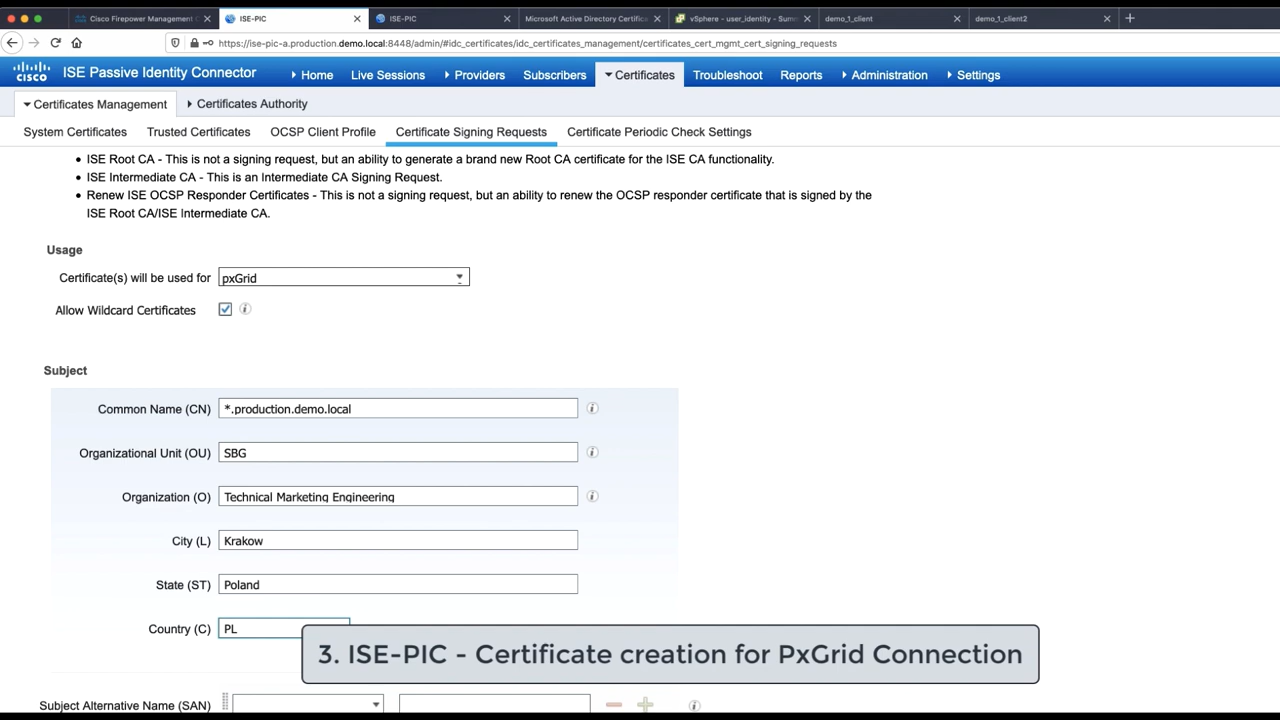 Cisco Firepower Management C
ISE-PIC
ISE-PIC
Microsoft Active Directory Certifica
vSphere - user_identity - Sum
demo_1_client
demo_1_client2
https://ise-pic-a.production.demo.local:8448/admin/#idc_certificates/idc_certificates_management/certificates_cert_mgmt_cert_signing_requests
cisco
ISE Passive Identity Connector
Home
Live Sessions
Providers
Subscribers
Certificates
Troubleshoot
Reports
Administration
Settings
Certificates Management
Certificates Authority
System Certificates
Trusted Certificates
OCSP Client Profile
Certificate Signing Requests
Certificate Periodic Check Settings
• ISE Root CA - This is not a signing request, but an ability to generate a brand new Root CA certificate for the ISE CA functionality.
• ISE Intermediate CA - This is an Intermediate CA Signing Request.
• Renew ISE OCSP Responder Certificates - This is not a signing request, but an ability to renew the OCSP responder certificate that is signed by the
ISE Root CA/ISE Intermediate CA.
Usage
Certificate(s) will be used for pxGrid
Allow Wildcard Certificates
Subject
Common Name (CN) *.production.demo.local
Organizational Unit (OU) SBG
Organization (O) Technical Marketing Engineering
City (L) Krakow
State (ST) Poland
Country (C) PL
3. ISE-PIC - Certificate creation for PxGrid Connection
Subject Alternative Name (SAN)